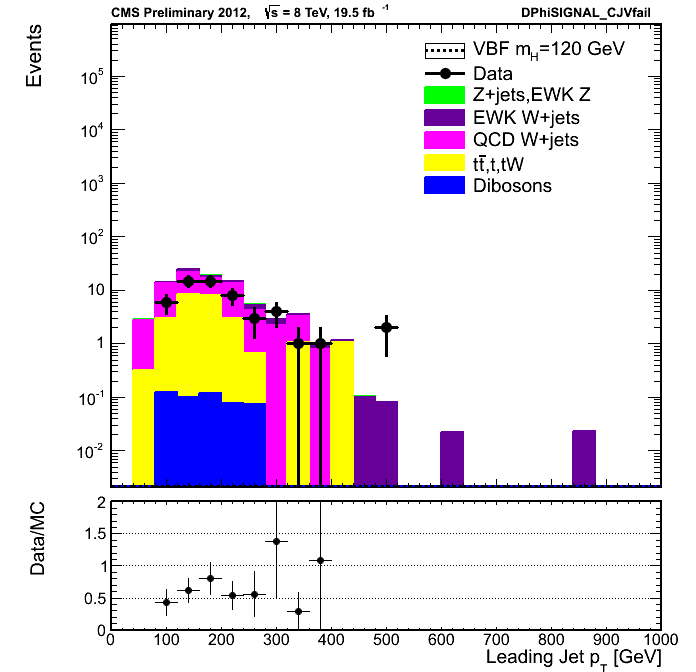 CMS Preliminary 2012, √s = 8 TeV, 19.5 fb⁻¹ DPhiSIGNAL_CJVfail
Events
VBF m_H=120 GeV
Data
Z+jets,EWK Z
EWK W+jets
QCD W+jets
tt̅,t,tW
Dibosons
10⁵
10⁴
10³
10²
10
1
10⁻¹
10⁻²
Data/MC
2
1.5
1
0.5
0
0 100 200 300 400 500 600 700 800 900 1000
Leading Jet p_T [GeV]